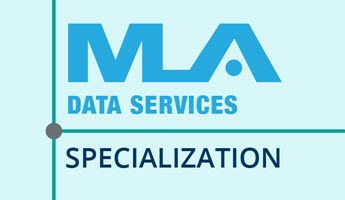 MLA
DATA SERVICES
SPECIALIZATION